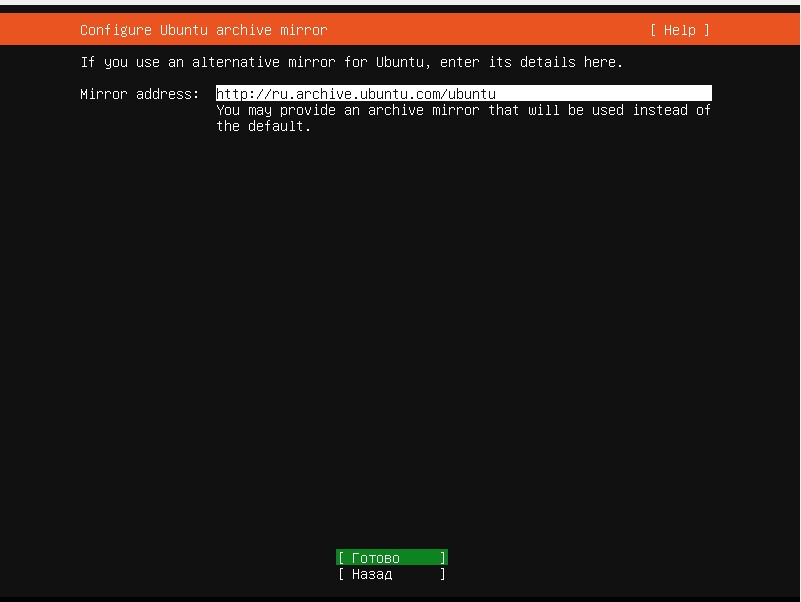 Configure Ubuntu archive mirror [ Help ]
If you use an alternative mirror for Ubuntu, enter its details here.
Mirror address: http://ru.archive.ubuntu.com/ubuntu
You may provide an archive mirror that will be used instead of
the default.
[ Готово ]
[ Назад ]